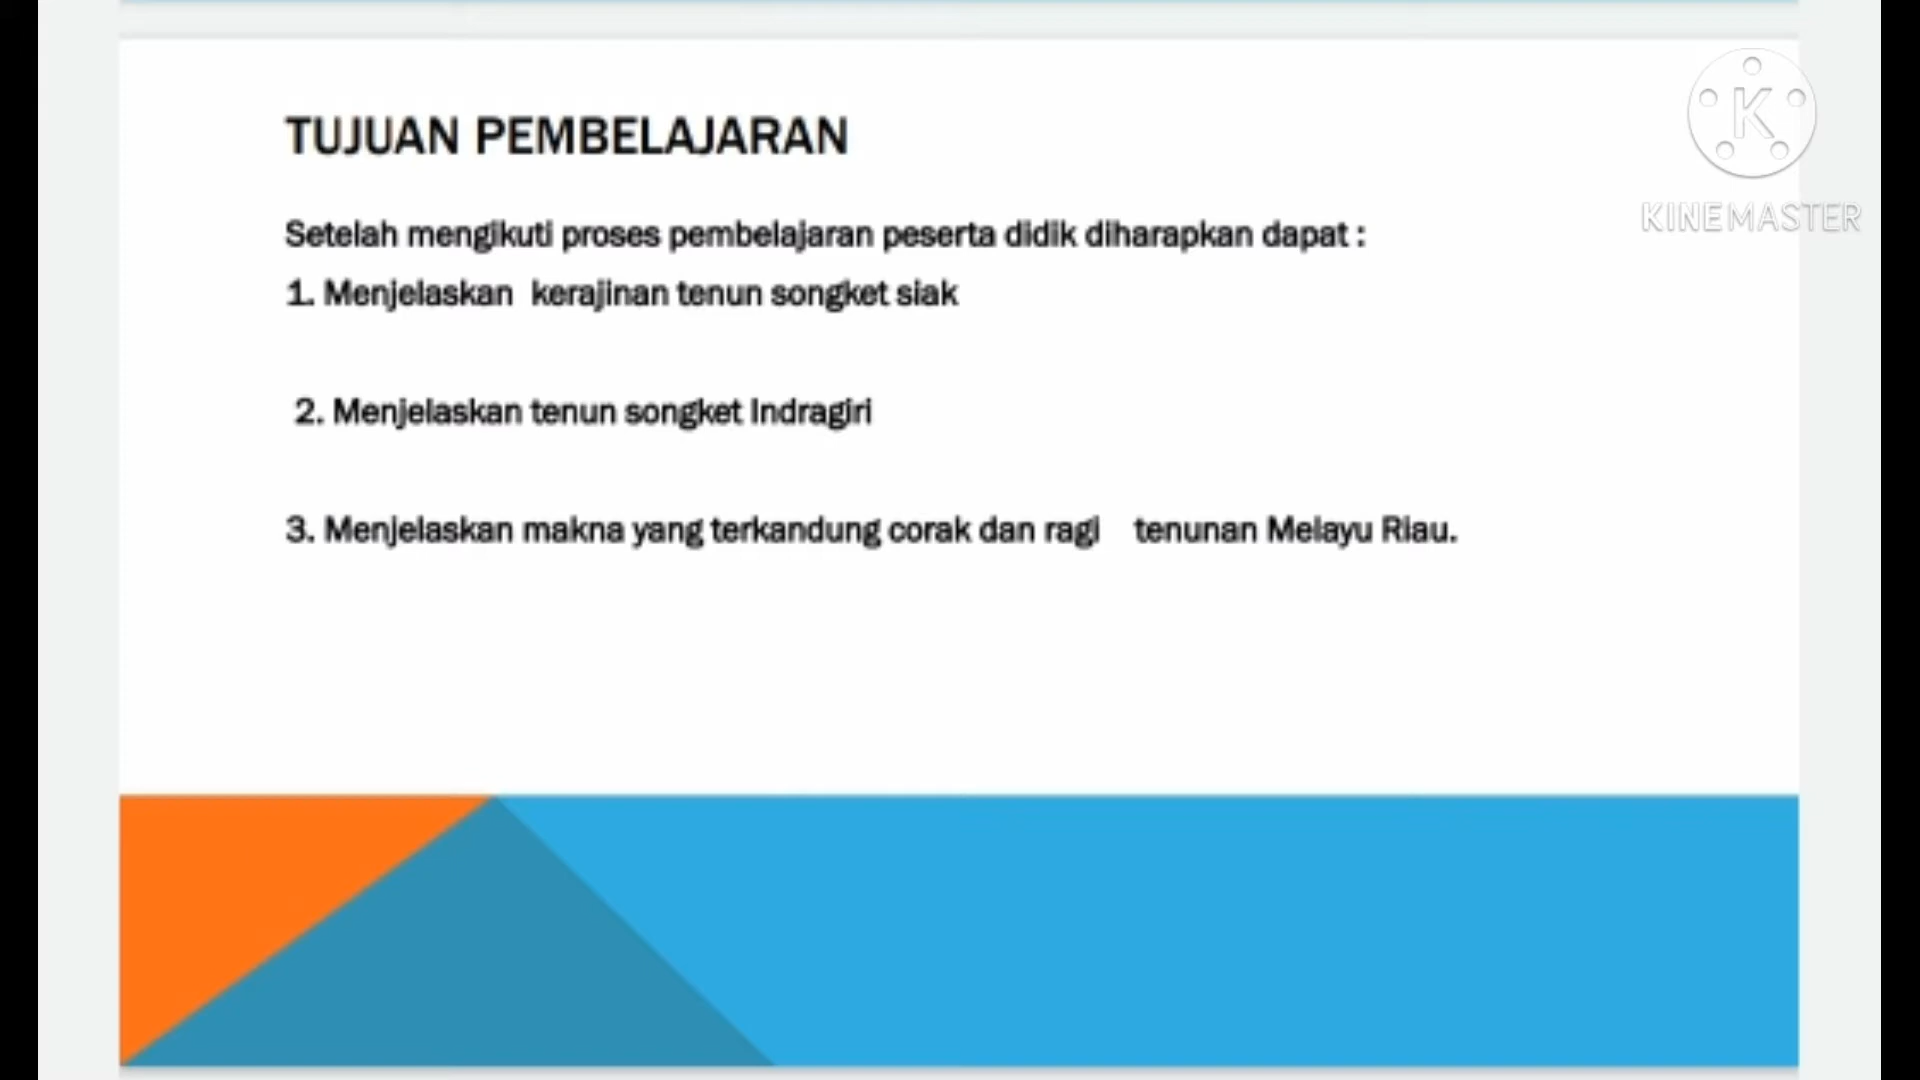 TUJUAN PEMBELAJARAN
Setelah mengikuti proses pembelajaran peserta didik diharapkan dapat :
1. Menjelaskan kerajinan tenun songket siak
2. Menjelaskan tenun songket Indragiri
3. Menjelaskan makna yang terkandung corak dan ragi tenunan Melayu Riau.
K
KINEMASTER